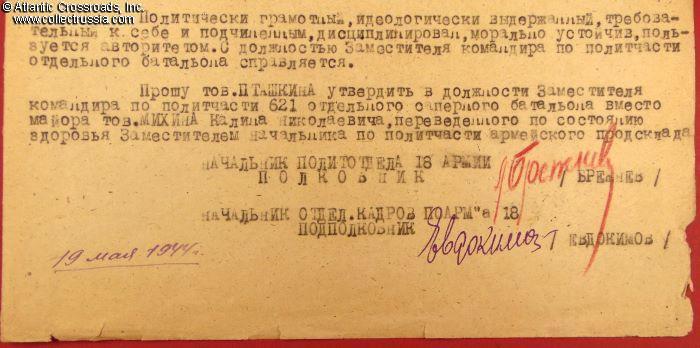 © Atlantic Crossroads, Inc.
www.collectrussia.com
Политически грамотный,идеологически выдержанный,требова-
тельный к себе и подчиненным,дисциплинирован,морально устойчив,поль-
зуется авторитетом.С должностью Заместителя командира по политчасти
отдельного батальона справляется.
Прошу тов.ПТАШКИНА утвердить в должности Заместителя
командира по политчасти 621 отдельного саперного батальона вместо
майора тов.МИХИНА Калина Николаевича,переведенного по состоянию
здоровья Заместителем начальника по политчасти армейского продсклада
НАЧАЛЬНИК ПОЛИТОТДЕЛА 18 АРМИИ
ПОЛКОВНИК Брежнев / БРЕЖНЕВ /
НАЧАЛЬНИК ОТДЕЛ.КАДРОВ ПОАРМ"а 18
ПОДПОЛКОВНИК Евдокимов / ЕВДОКИМОВ /
19 мая 1944 г.